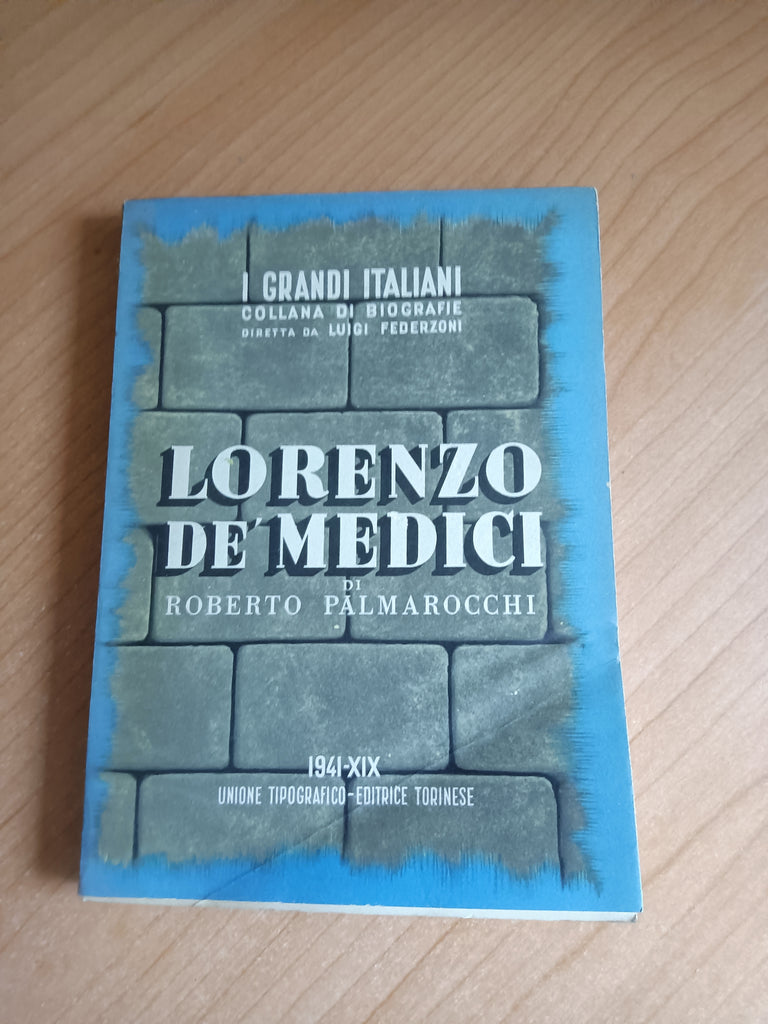 I GRANDI ITALIANI
COLLANA DI BIOGRAFIE
DIRETTA DA LUIGI FEDERZONI
LORENZO
DE' MEDICI
DI
ROBERTO PALMAROCCHI
1941-XIX
UNIONE TIPOGRAFICO-EDITRICE TORINESE